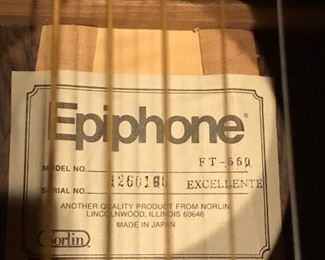 Epiphone®
MODEL NO. FT-550
SERIAL NO. EXCELLENTE
ANOTHER QUALITY PRODUCT FROM NORLIN
LINCOLNWOOD, ILLINOIS 60646
MADE IN JAPAN
Norlin